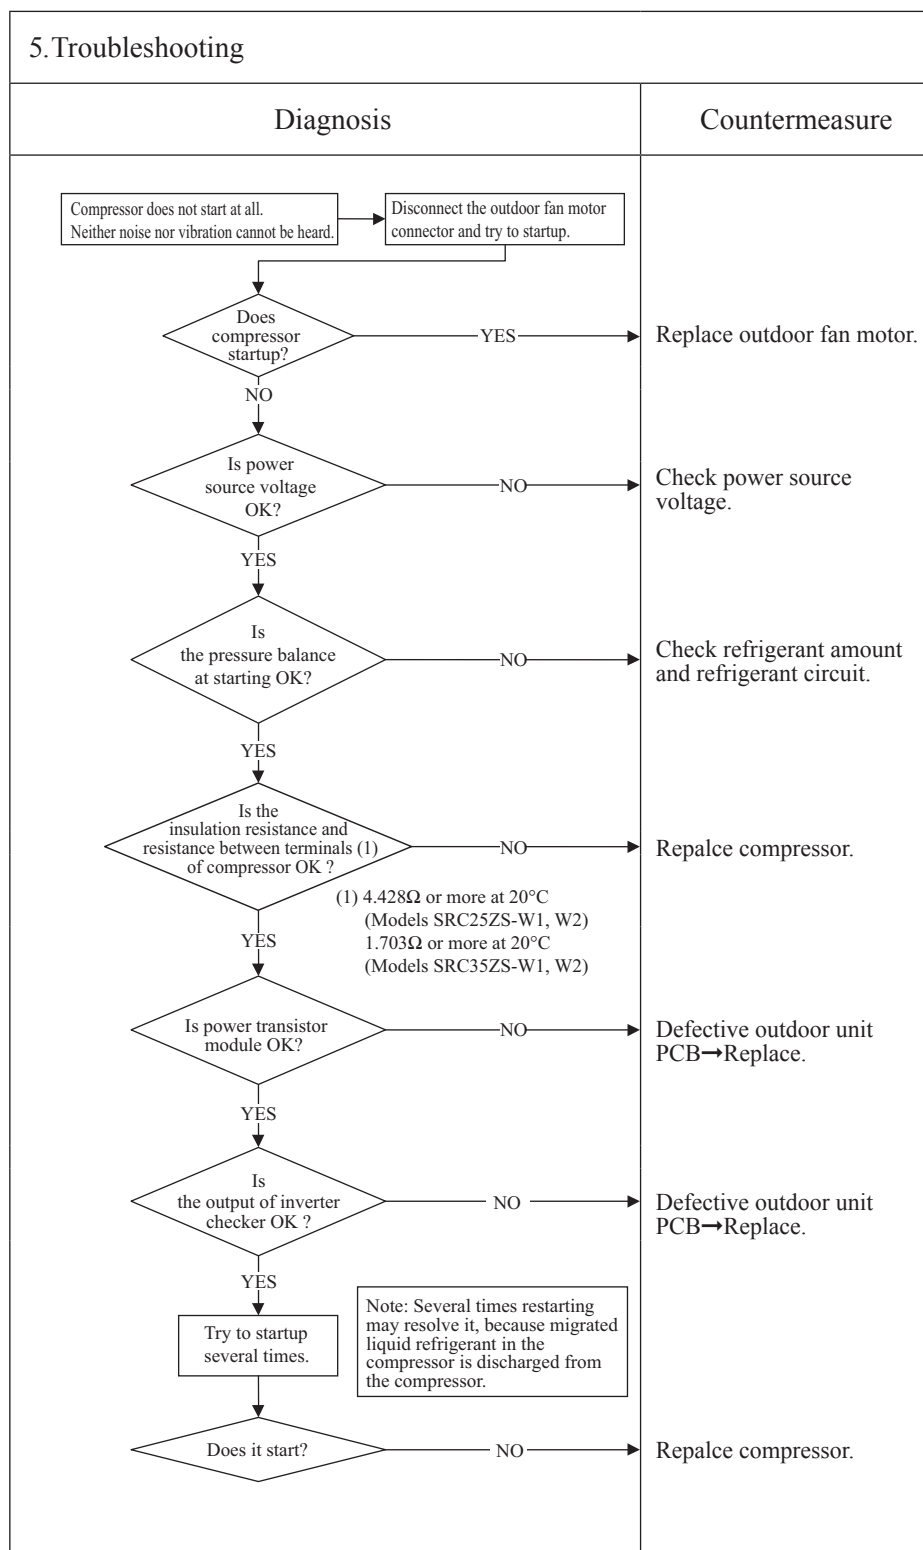 5.Troubleshooting
Diagnosis
Countermeasure
Compressor does not start at all.
Neither noise nor vibration cannot be heard.
Disconnect the outdoor fan motor
connector and try to startup.
Does
compressor
startup?
YES
Replace outdoor fan motor.
NO
Is power
source voltage
OK?
NO
Check power source
voltage.
YES
Is
the pressure balance
at starting OK?
NO
Check refrigerant amount
and refrigerant circuit.
YES
Is the
insulation resistance and
resistance between terminals (1)
of compressor OK ?
NO
Repalce compressor.
(1) 4.428Ω or more at 20°C
(Models SRC25ZS-W1, W2)
1.703Ω or more at 20°C
(Models SRC35ZS-W1, W2)
YES
Is power transistor
module OK?
NO
Defective outdoor unit
PCB→Replace.
YES
Is
the output of inverter
checker OK ?
NO
Defective outdoor unit
PCB→Replace.
YES
Try to startup
several times.
Note: Several times restarting
may resolve it, because migrated
liquid refrigerant in the
compressor is discharged from
the compressor.
Does it start?
NO
Repalce compressor.